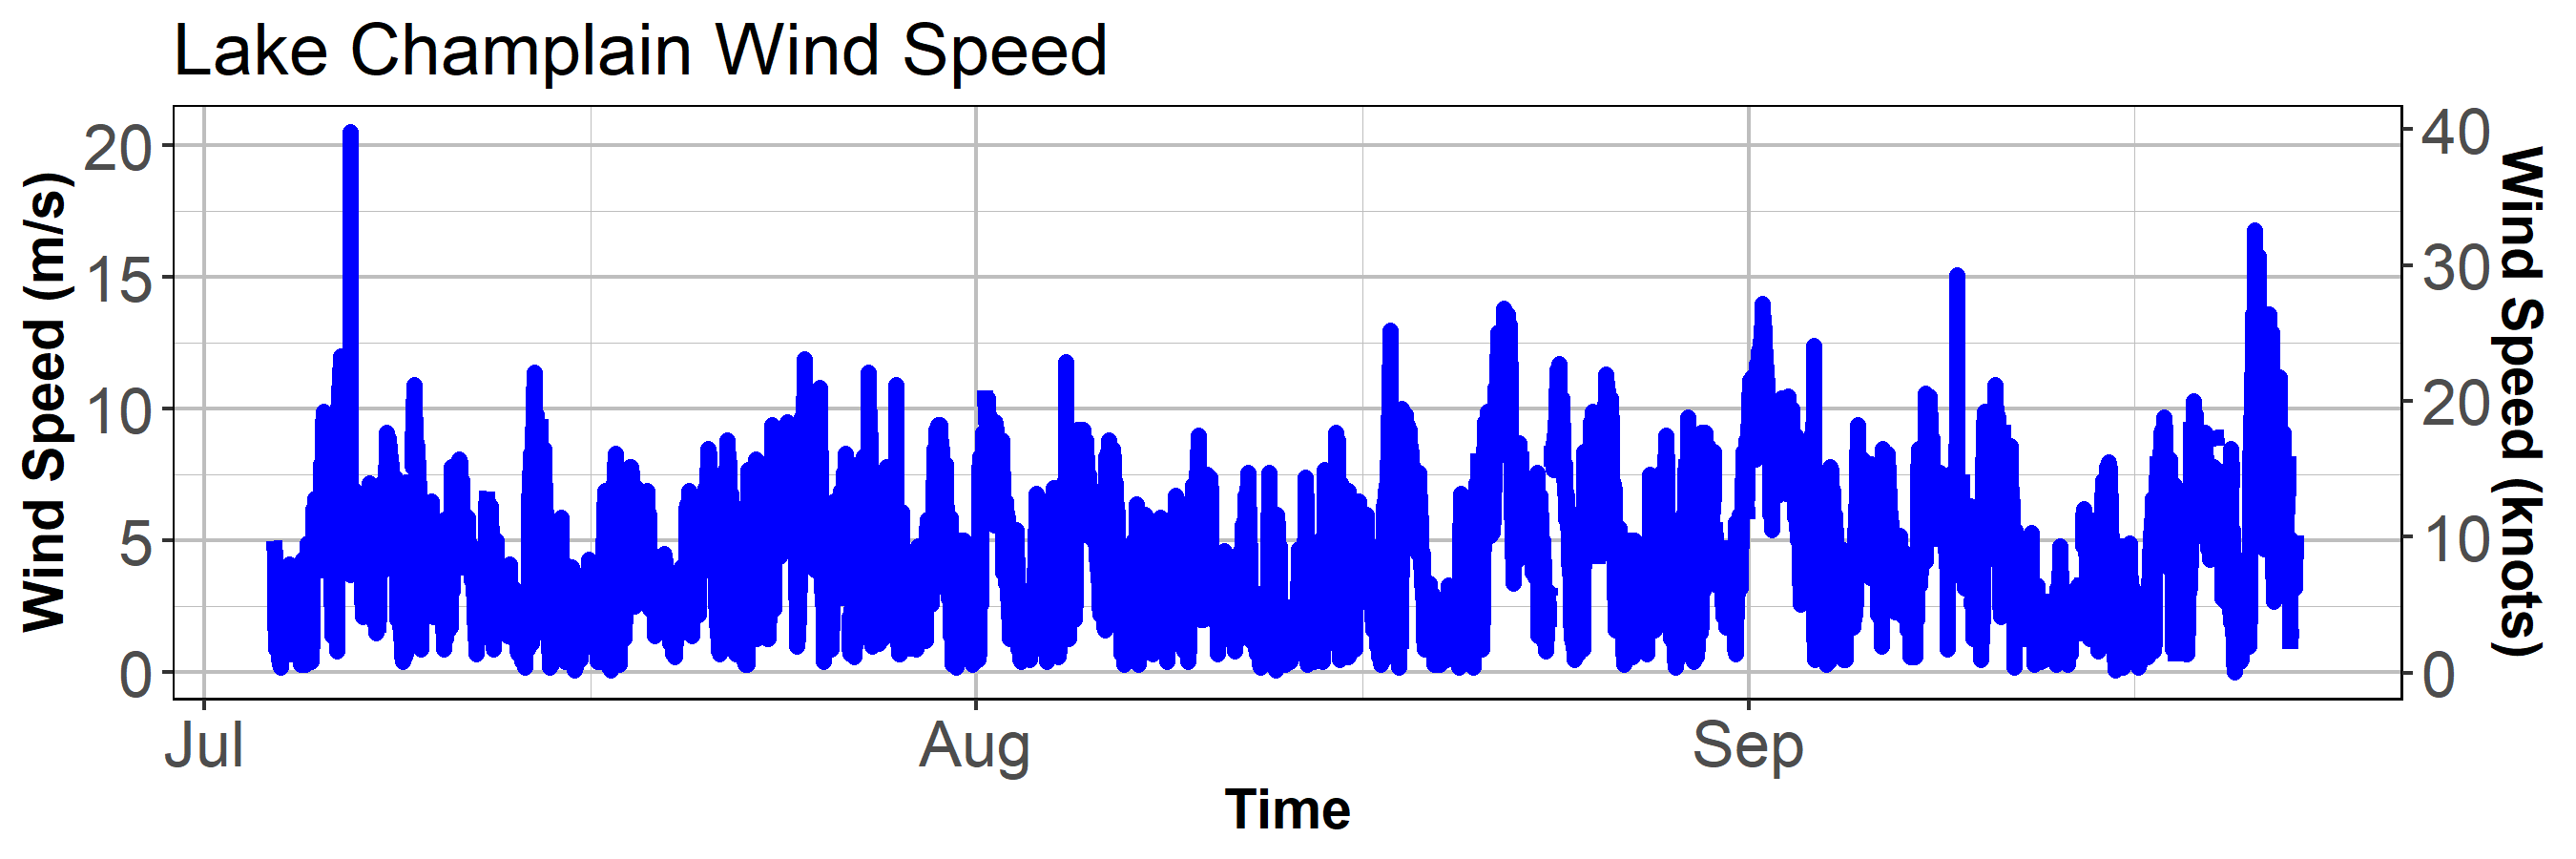 Lake Champlain Wind Speed
Wind Speed (m/s)
20
15
10
5
0
40
30
20
10
0
Wind Speed (knots)
Jul
Aug
Sep
Time